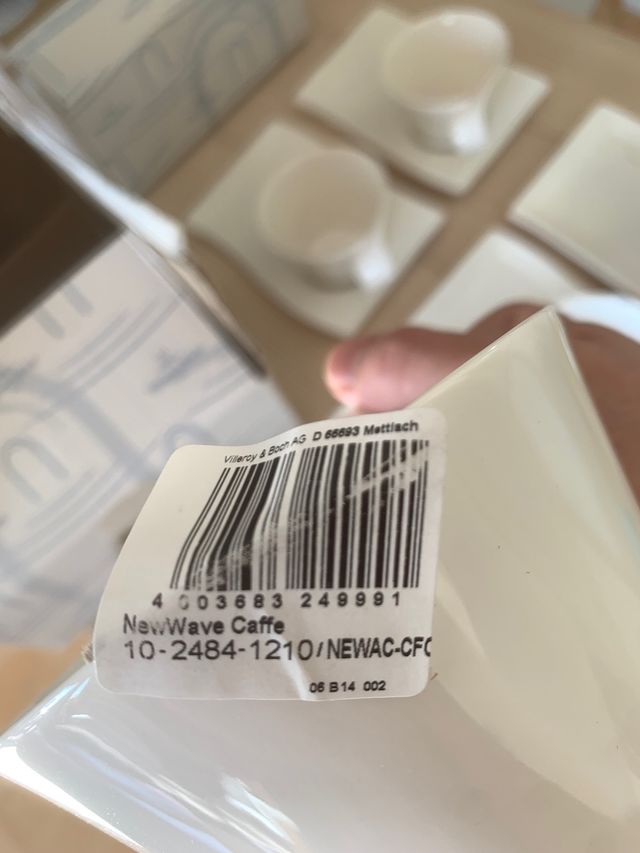 Villeroy & Boch AG D 66693 Mettlach
4 003683 249991
NewWave Caffe
10-2484-1210/NEWAC-CFC
06 B14 002